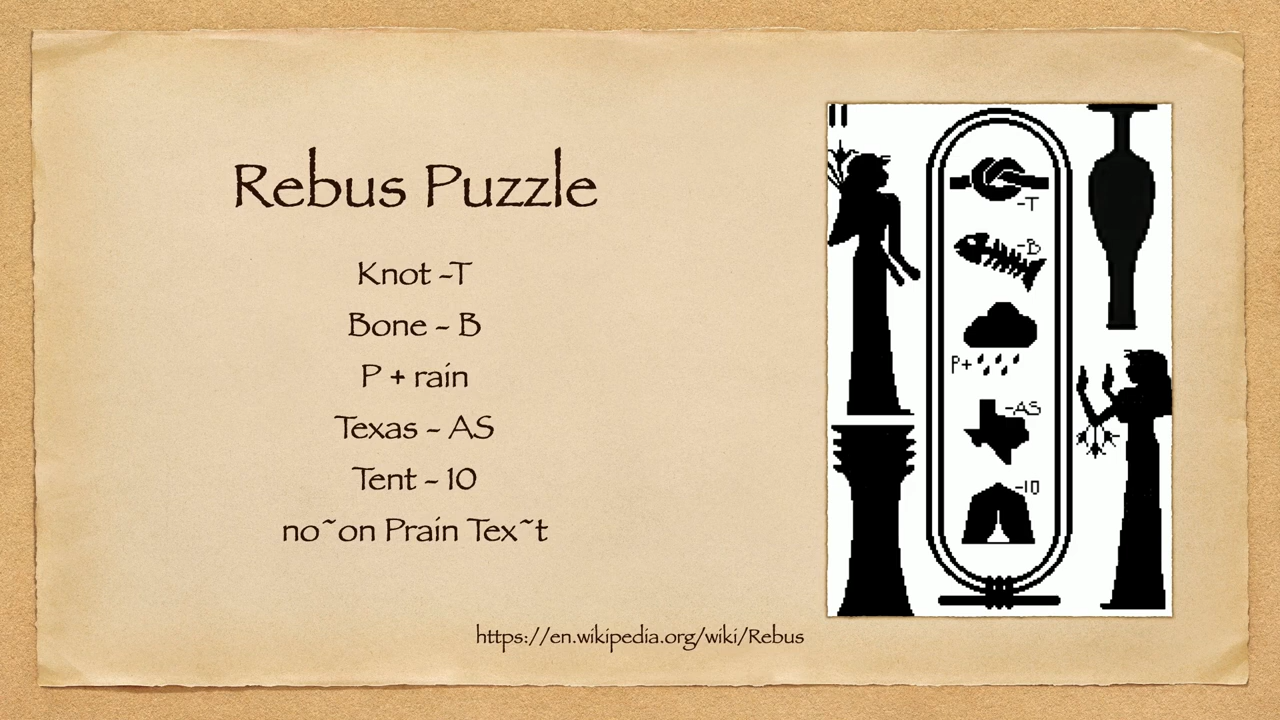 Rebus Puzzle
Knot -T
Bone - B
P + rain
Texas - AS
Tent - 10
no~on Prain Tex~t
-T
-B
P+
-AS
-10
https://en.wikipedia.org/wiki/Rebus